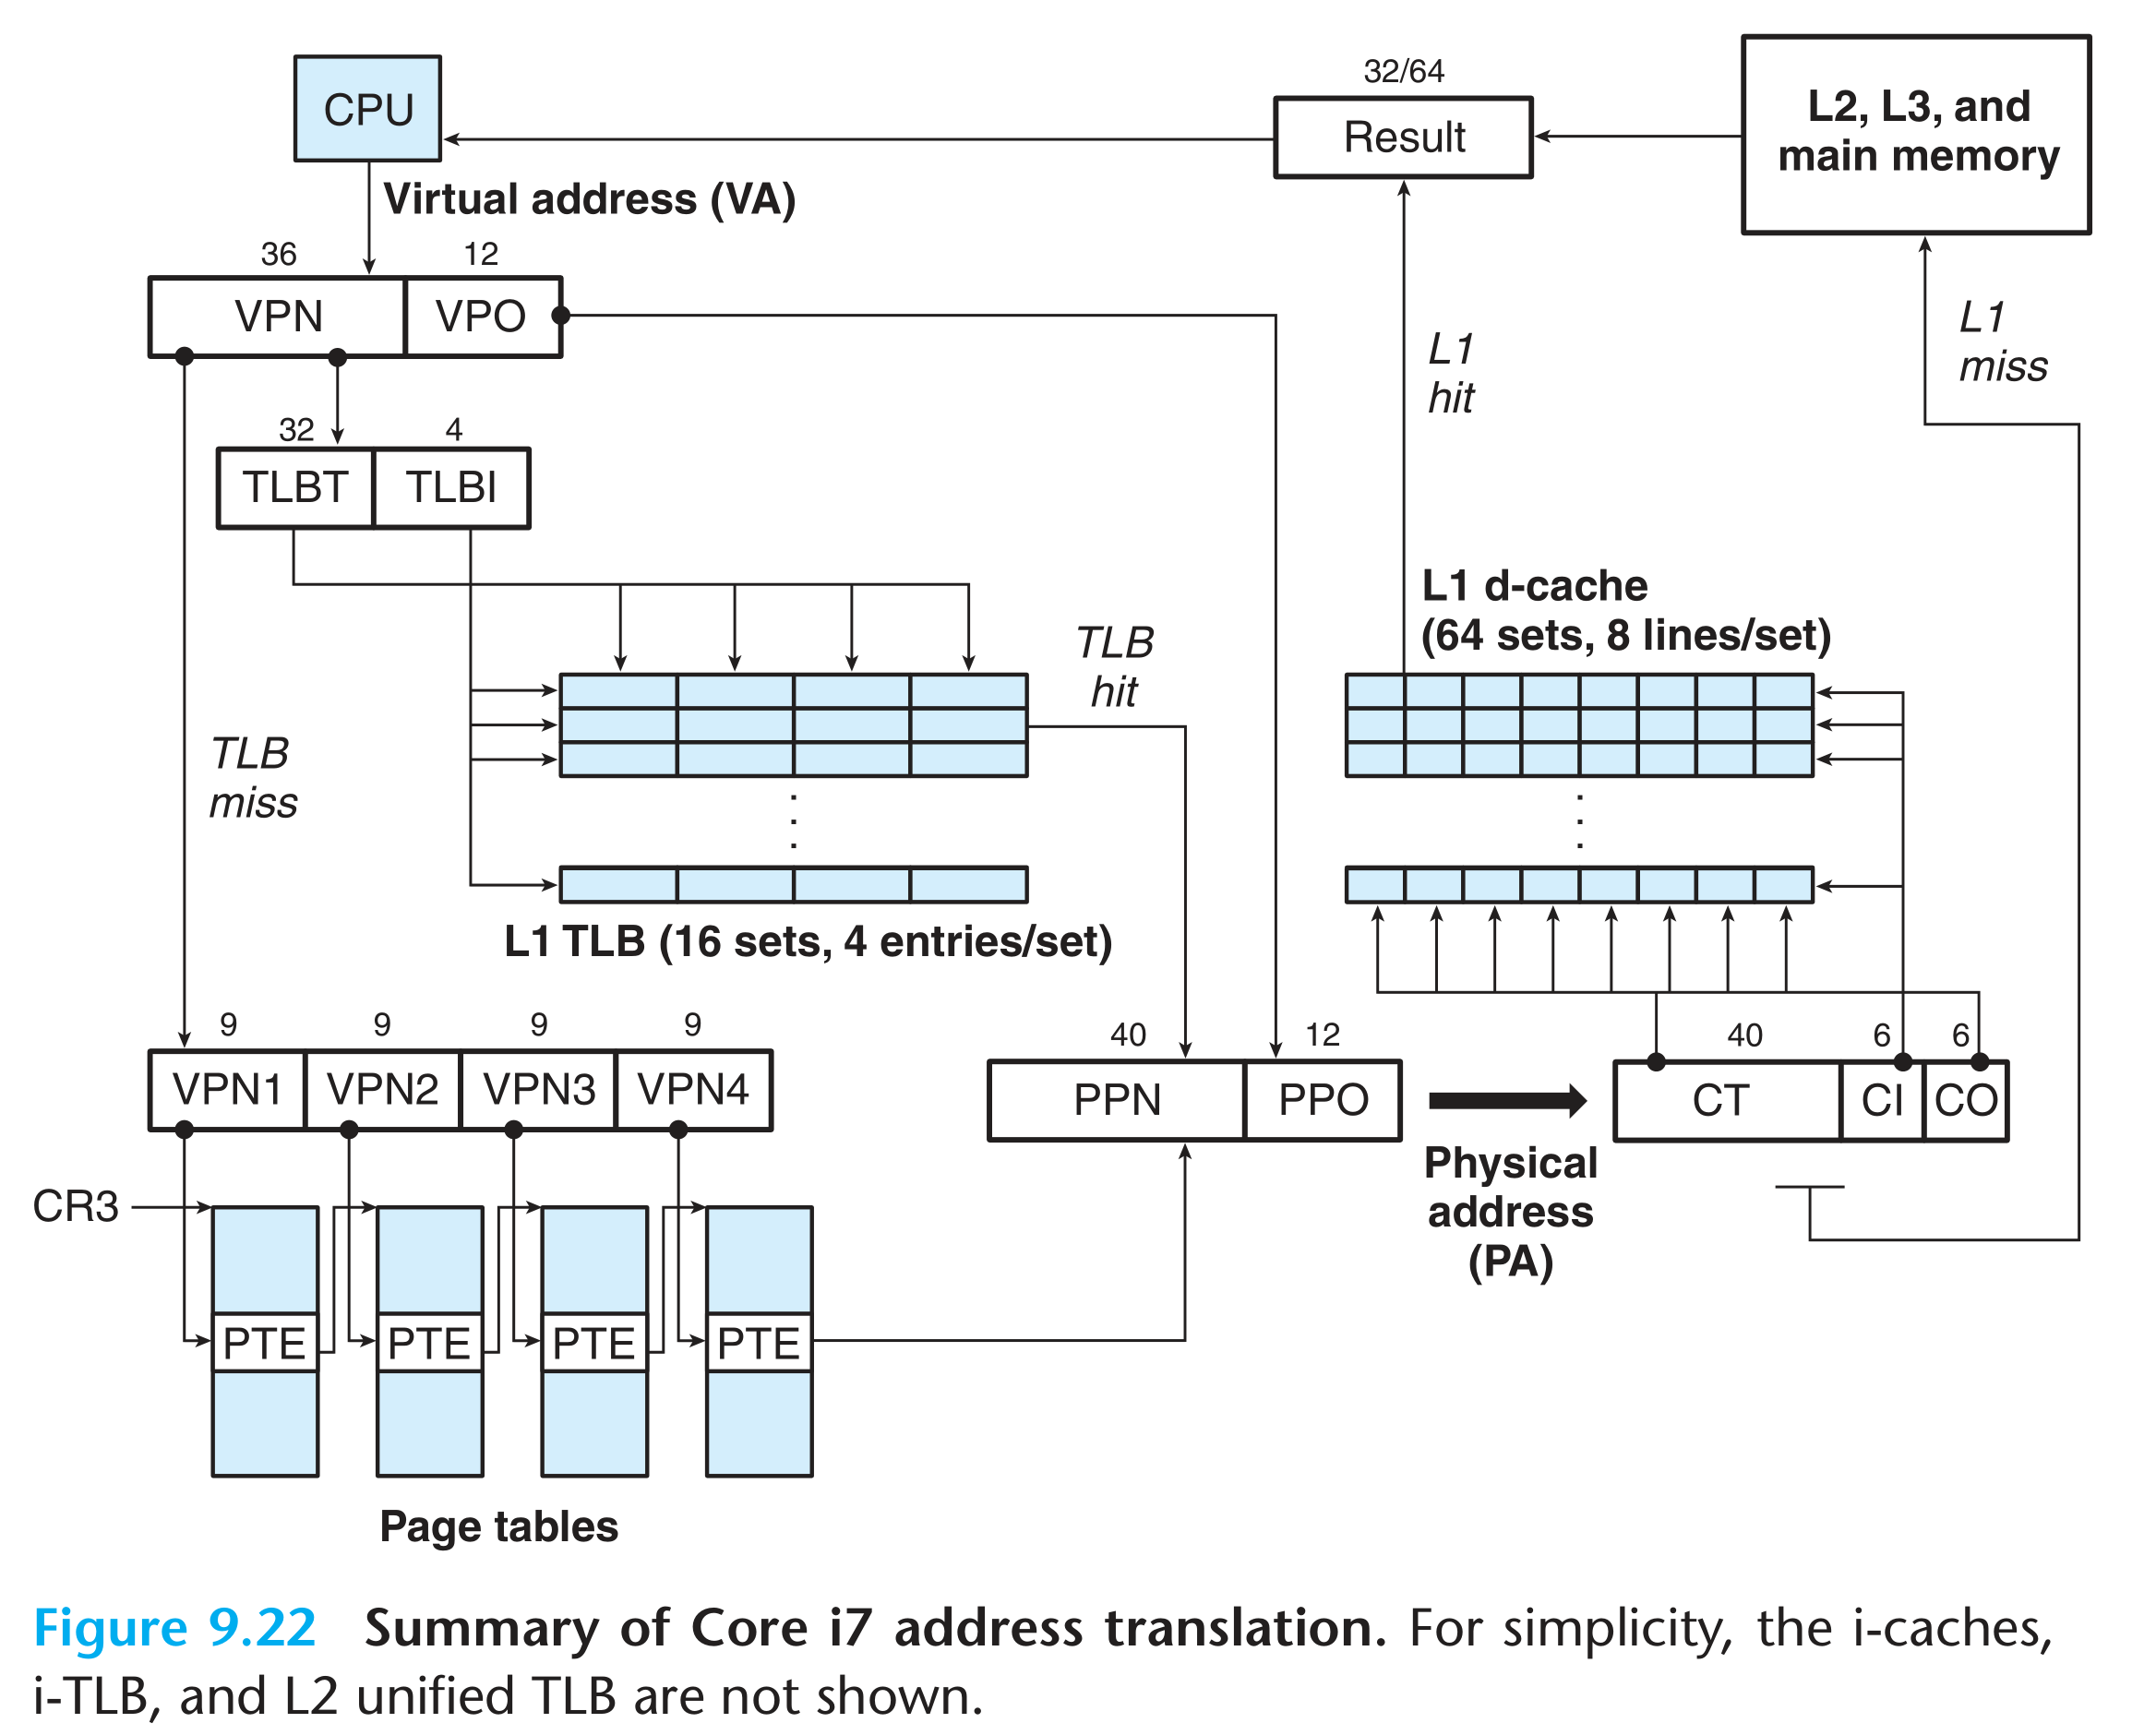 CPU
32/64
Result
L2, L3, and
main memory
Virtual address (VA)
36
12
VPN
VPO
L1
hit
L1
miss
32
4
TLBT
TLBI
L1 d-cache
(64 sets, 8 lines/set)
TLB
hit
TLB
miss
L1 TLB (16 sets, 4 entries/set)
9
9
9
9
VPN1
VPN2
VPN3
VPN4
40
12
PPN
PPO
40
6
6
CT
CI
CO
Physical
address
(PA)
CR3
PTE
PTE
PTE
PTE
Page tables
Figure 9.22 Summary of Core i7 address translation. For simplicity, the i-caches,
i-TLB, and L2 unified TLB are not shown.